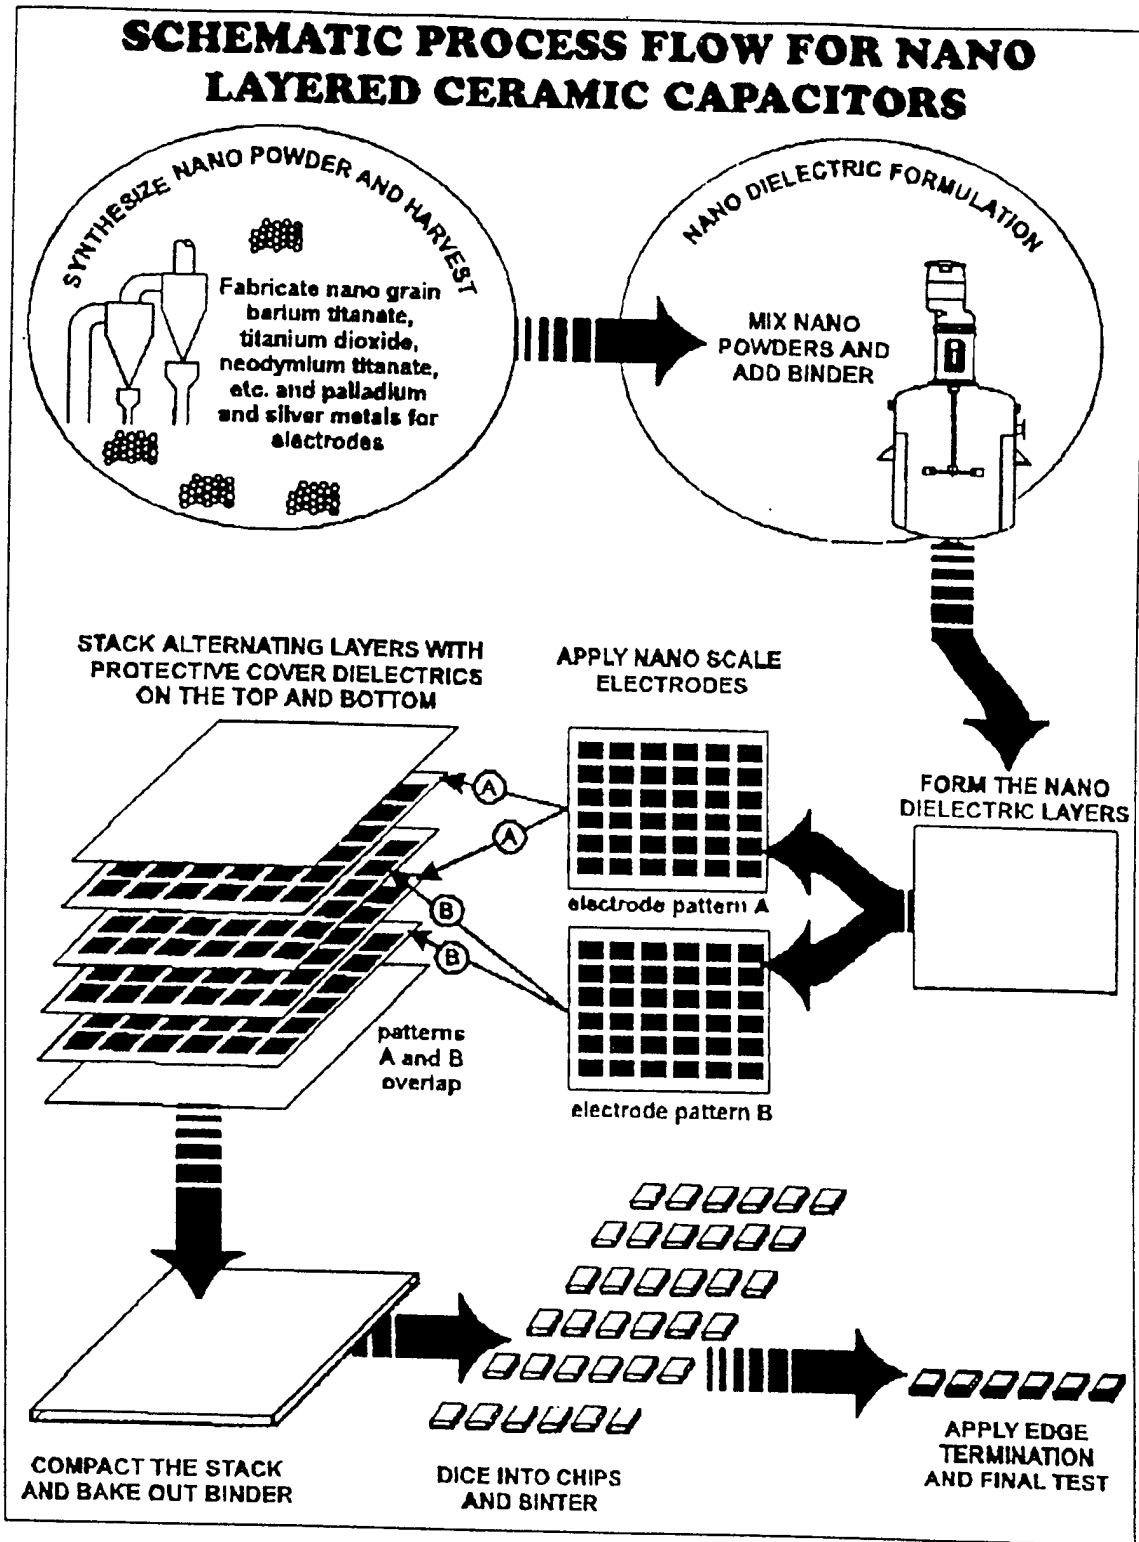 SCHEMATIC PROCESS FLOW FOR NANO
LAYERED CERAMIC CAPACITORS
SYNTHESIZE NANO POWDER AND HARVEST
Fabricate nano grain
barium titanate,
titanium dioxide,
neodymium titanate,
etc. and palladium
and silver metals for
electrodes
NANO DIELECTRIC FORMULATION
MIX NANO
POWDERS AND
ADD BINDER
STACK ALTERNATING LAYERS WITH
PROTECTIVE COVER DIELECTRICS
ON THE TOP AND BOTTOM
APPLY NANO SCALE
ELECTRODES
FORM THE NANO
DIELECTRIC LAYERS
A
A
B
B
electrode pattern A
patterns
A and B
overlap
electrode pattern B
COMPACT THE STACK
AND BAKE OUT BINDER
DICE INTO CHIPS
AND BINTER
APPLY EDGE
TERMINATION
AND FINAL TEST